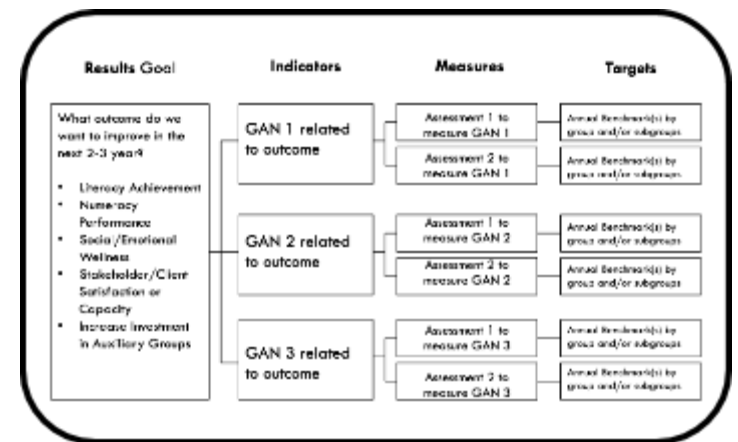 Results Goal
Indicators
Measures
Targets
What outcome do we
want to improve in the
next 2-3 year?
• Literacy Achievement
• Numeracy
Performance
• Social/Emotional
Wellness
• Stakeholder/Client
Satisfaction or
Capacity
• Increase Investment
in Auxiliary Groups
GAN 1 related
to outcome
Assessment 1 to
measure GAN 1
Annual Benchmark(s) by
group and/or subgroups
Assessment 2 to
measure GAN 1
Annual Benchmark(s) by
group and/or subgroups
GAN 2 related
to outcome
Assessment 1 to
measure GAN 2
Annual Benchmark(s) by
group and/or subgroups
Assessment 2 to
measure GAN 2
Annual Benchmark(s) by
group and/or subgroups
GAN 3 related
to outcome
Assessment 1 to
measure GAN 3
Annual Benchmark(s) by
group and/or subgroups
Assessment 2 to
measure GAN 3
Annual Benchmark(s) by
group and/or subgroups